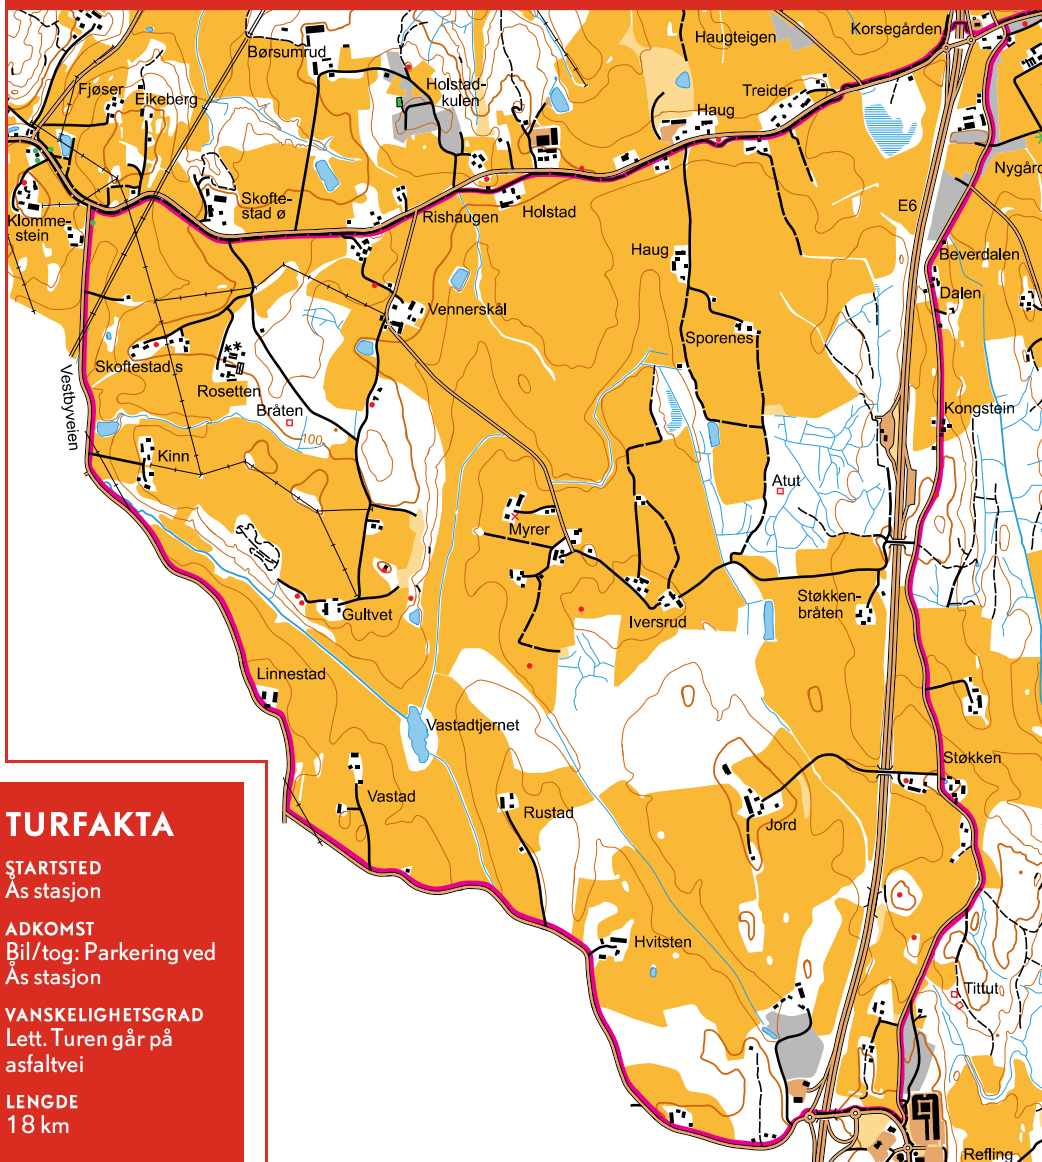 Børsumrud
Haugteigen
Korsegården
Fjøser
Eikeberg
Holstad-
kulen
Treider
Haug
Nygård
Klomme-
stein
Skofte-
stad ø
Rishaugen
Holstad
E6
Haug
Beverdalen
Dalen
Vennerskål
Sporenes
Skoftestad s
Vestbyveien
Rosetten
Bråten
100
Kongstein
Kinn
Atut
Myrer
Støkken-
bråten
Gultvet
Iversrud
Linnestad
Vastadtjernet
Støkken
Vastad
Rustad
Jord
Hvitsten
Tittut
Refling
TURFAKTA
STARTSTED
Ås stasjon
ADKOMST
Bil/tog: Parkering ved
Ås stasjon
VANSKELIGHETSGRAD
Lett. Turen går på
asfaltvei
LENGDE
18 km